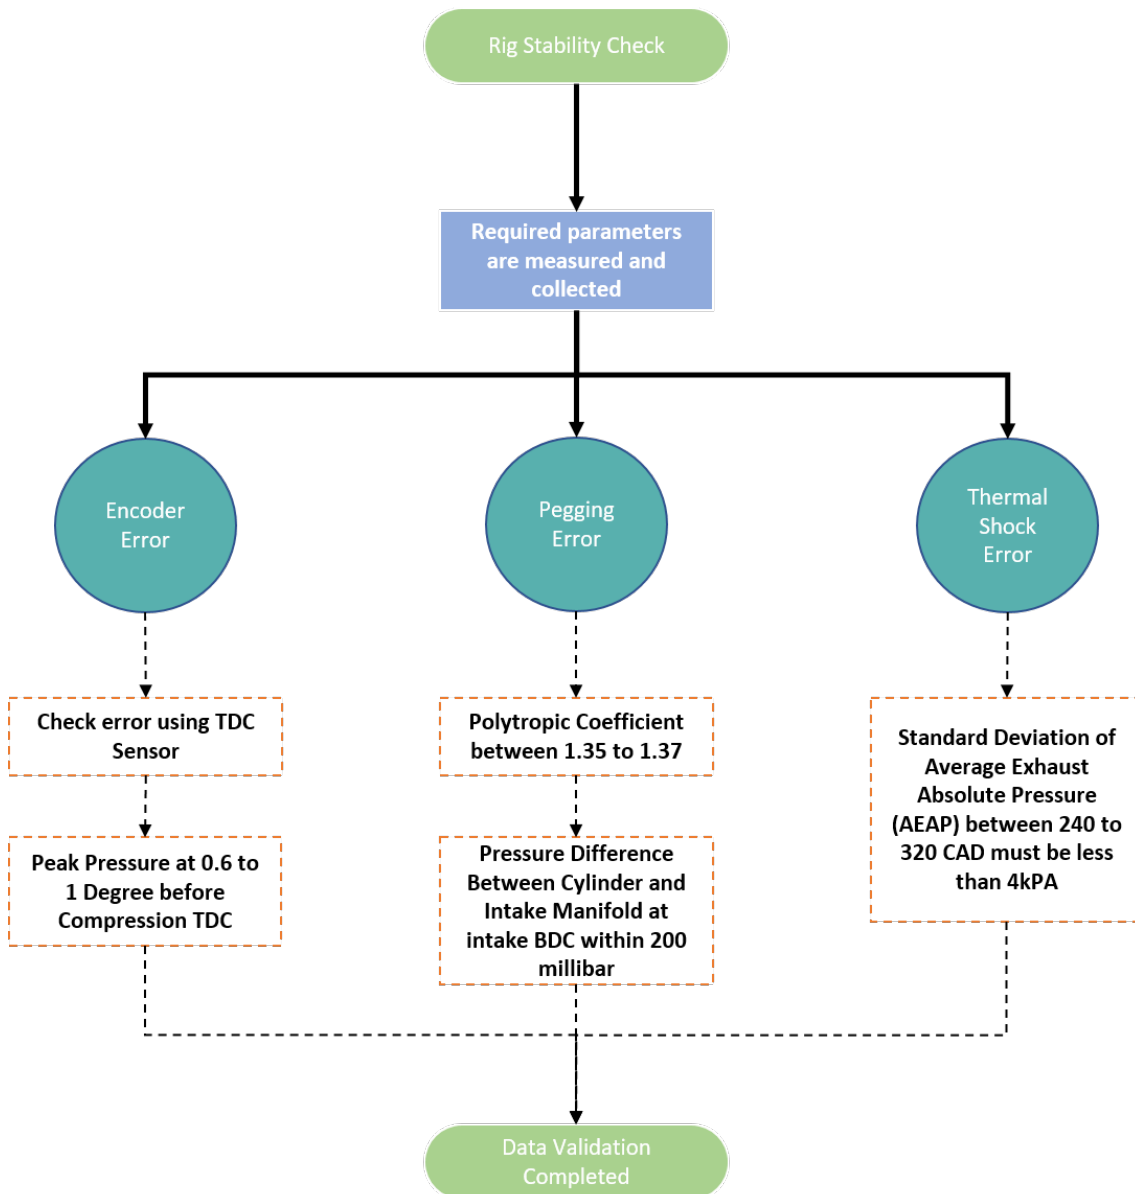 Rig Stability Check
Required parameters
are measured and
collected
Encoder
Error
Pegging
Error
Thermal
Shock
Error
Check error using TDC
Sensor
Peak Pressure at 0.6 to
1 Degree before
Compression TDC
Polytropic Coefficient
between 1.35 to 1.37
Pressure Difference
Between Cylinder and
Intake Manifold at
intake BDC within 200
millibar
Standard Deviation of
Average Exhaust
Absolute Pressure
(AEAP) between 240 to
320 CAD must be less
than 4kPA
Data Validation
Completed